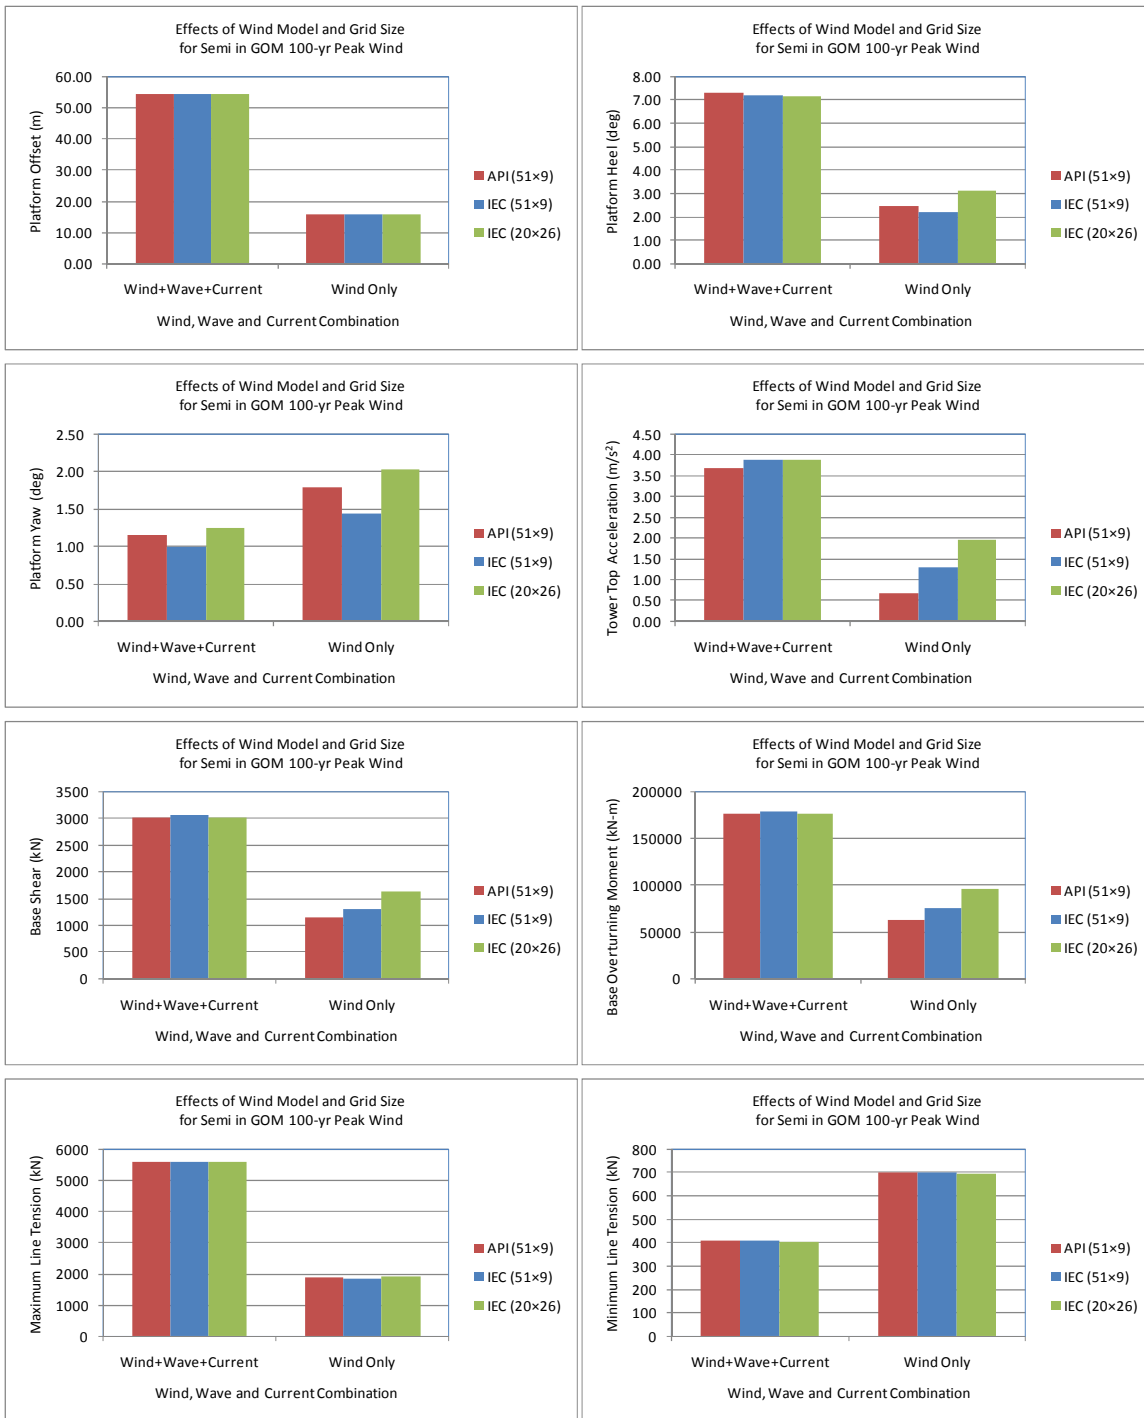 Effects of Wind Model and Grid Size
for Semi in GOM 100-yr Peak Wind
Platform Offset (m)
60.00
50.00
40.00
30.00
20.00
10.00
0.00
Wind+Wave+Current
Wind Only
Wind, Wave and Current Combination
API (51×9)
IEC (51×9)
IEC (20×26)
Effects of Wind Model and Grid Size
for Semi in GOM 100-yr Peak Wind
Platform Heel (deg)
8.00
7.00
6.00
5.00
4.00
3.00
2.00
1.00
0.00
Wind+Wave+Current
Wind Only
Wind, Wave and Current Combination
API (51×9)
IEC (51×9)
IEC (20×26)
Effects of Wind Model and Grid Size
for Semi in GOM 100-yr Peak Wind
Platform Yaw (deg)
2.50
2.00
1.50
1.00
0.50
0.00
Wind+Wave+Current
Wind Only
Wind, Wave and Current Combination
API (51×9)
IEC (51×9)
IEC (20×26)
Effects of Wind Model and Grid Size
for Semi in GOM 100-yr Peak Wind
Tower Top Acceleration (m/s²)
4.50
4.00
3.50
3.00
2.50
2.00
1.50
1.00
0.50
0.00
Wind+Wave+Current
Wind Only
Wind, Wave and Current Combination
API (51×9)
IEC (51×9)
IEC (20×26)
Effects of Wind Model and Grid Size
for Semi in GOM 100-yr Peak Wind
Base Shear (kN)
3500
3000
2500
2000
1500
1000
500
0
Wind+Wave+Current
Wind Only
Wind, Wave and Current Combination
API (51×9)
IEC (51×9)
IEC (20×26)
Effects of Wind Model and Grid Size
for Semi in GOM 100-yr Peak Wind
Base Overturning Moment (kN-m)
200000
150000
100000
50000
0
Wind+Wave+Current
Wind Only
Wind, Wave and Current Combination
API (51×9)
IEC (51×9)
IEC (20×26)
Effects of Wind Model and Grid Size
for Semi in GOM 100-yr Peak Wind
Maximum Line Tension (kN)
6000
5000
4000
3000
2000
1000
0
Wind+Wave+Current
Wind Only
Wind, Wave and Current Combination
API (51×9)
IEC (51×9)
IEC (20×26)
Effects of Wind Model and Grid Size
for Semi in GOM 100-yr Peak Wind
Minimum Line Tension (kN)
800
700
600
500
400
300
200
100
0
Wind+Wave+Current
Wind Only
Wind, Wave and Current Combination
API (51×9)
IEC (51×9)
IEC (20×26)